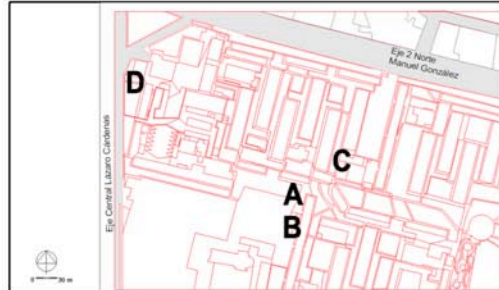 Eje 2 Norte
Manuel González
D
Eje Central Lázaro Cárdenas
C
A
B
0 30 m